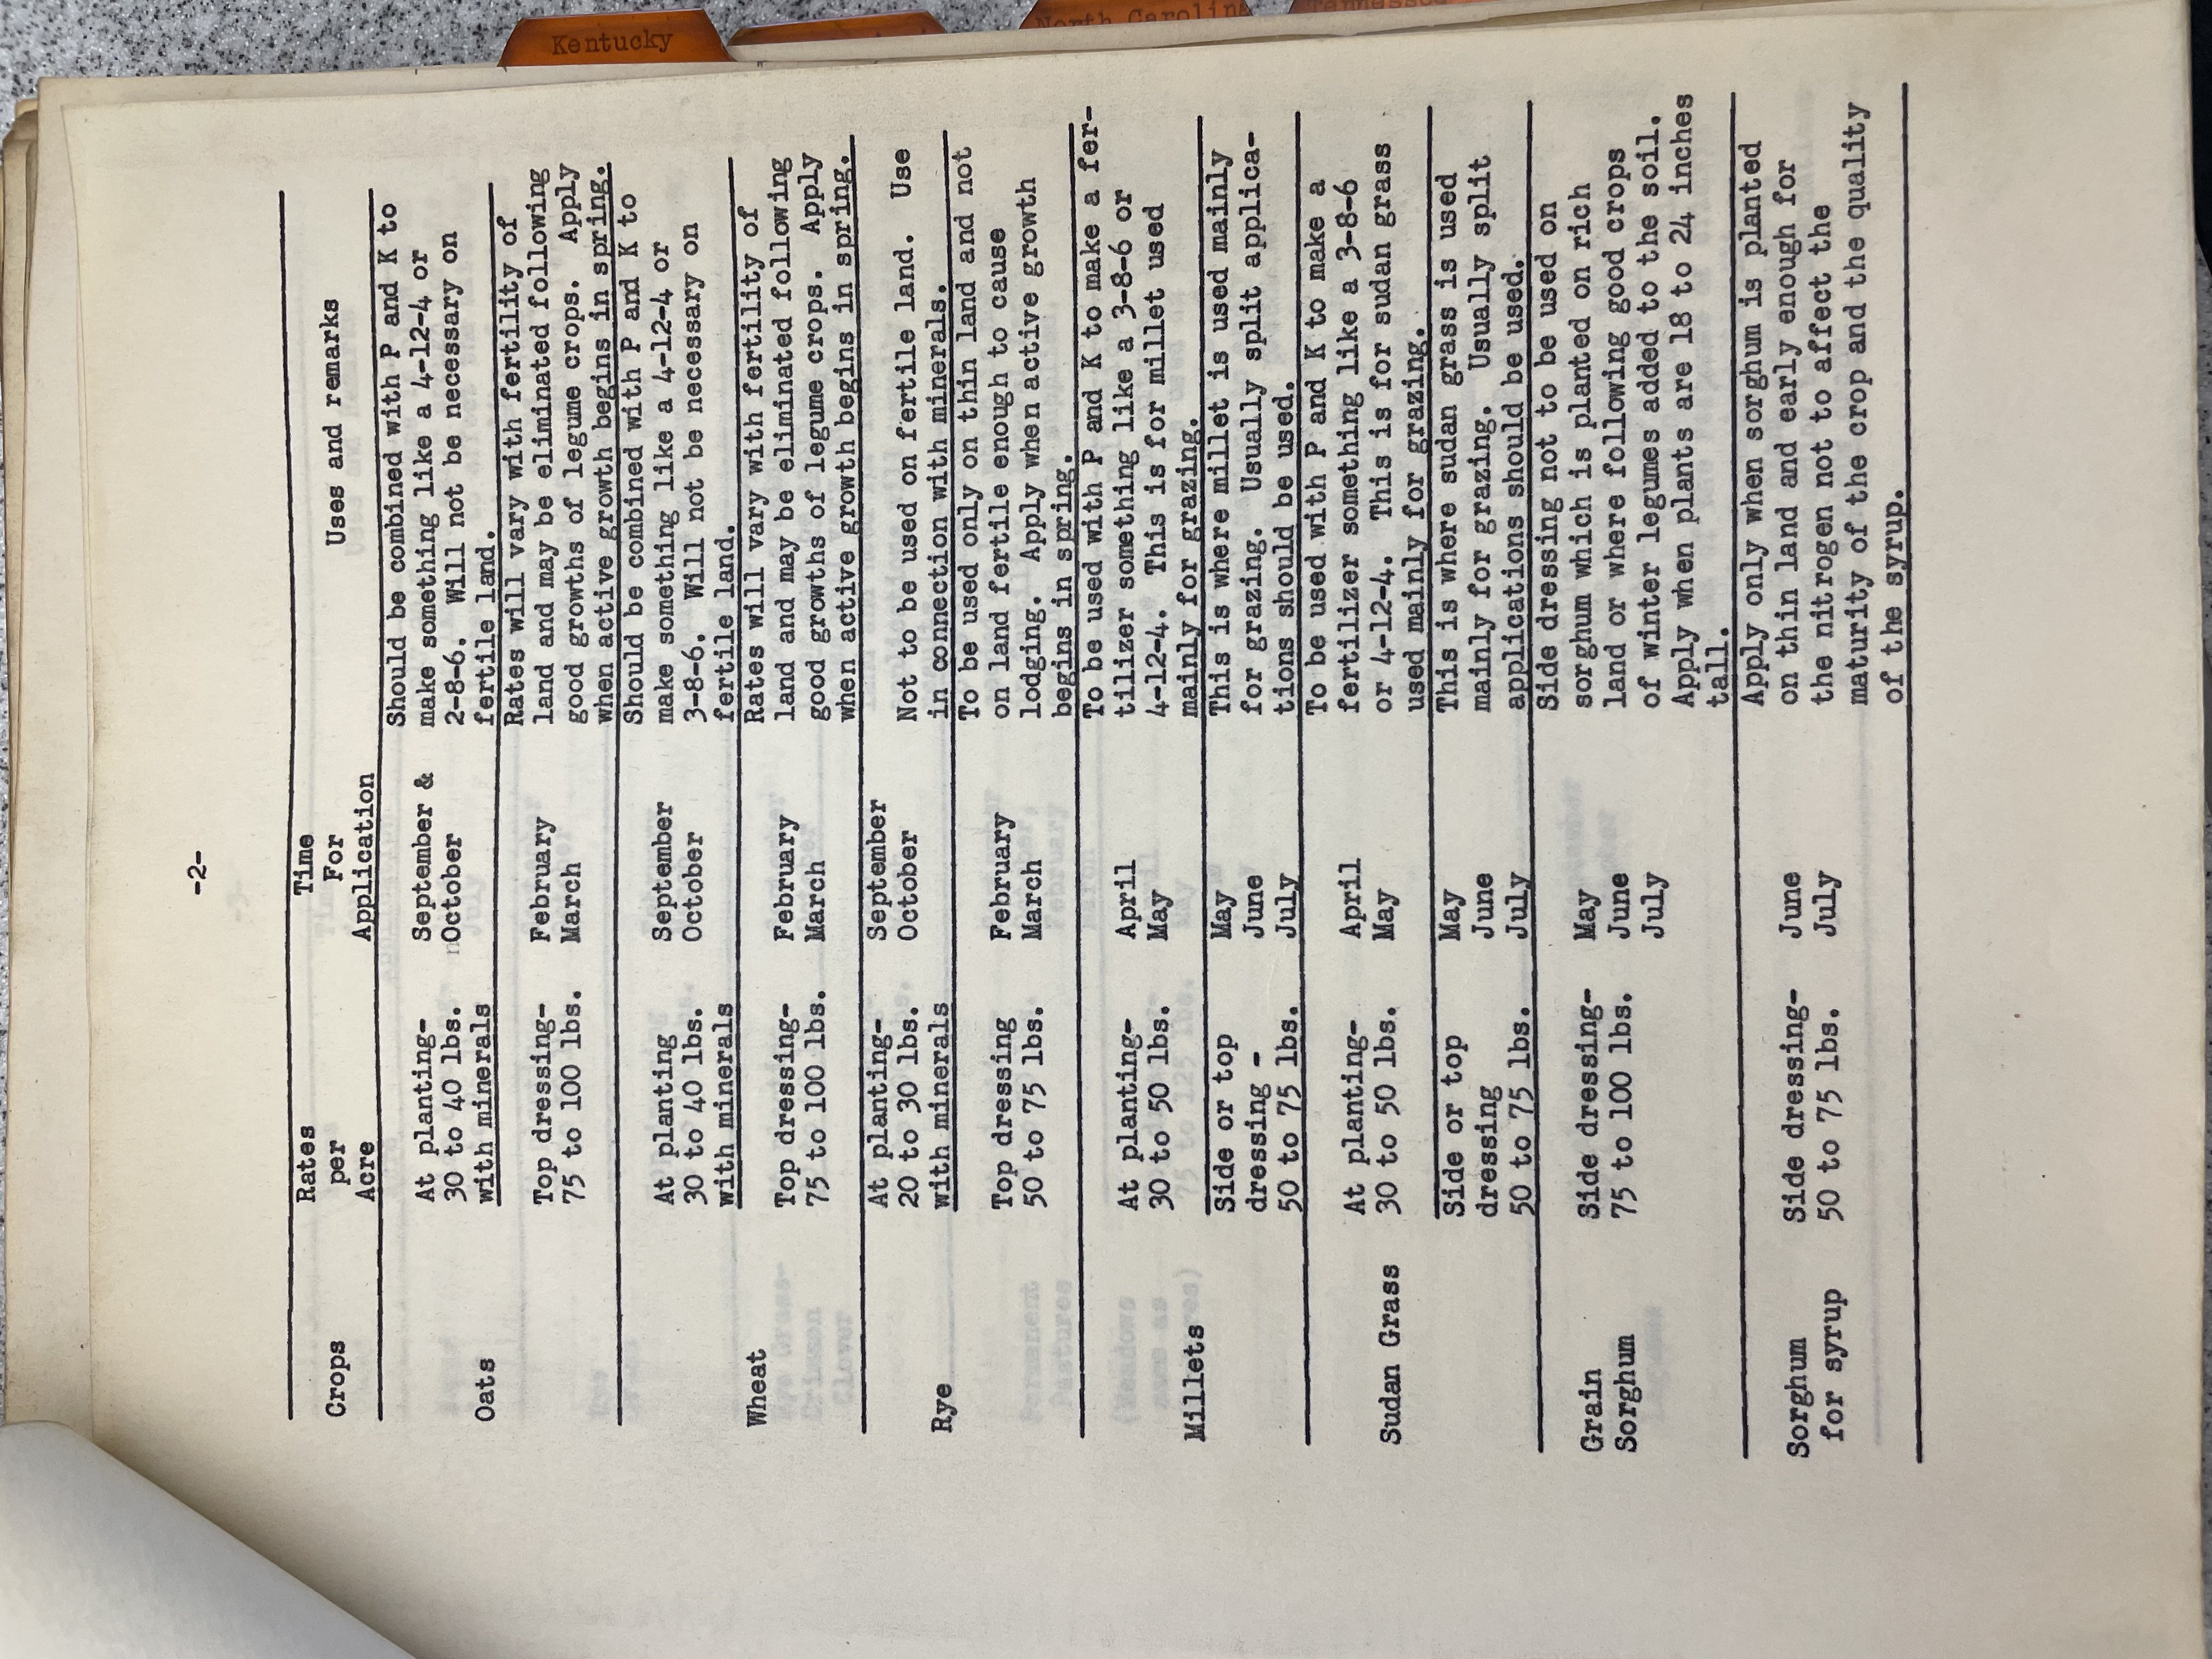 -2-
Crops
Rates
per
Acre
Time
For
Application
Uses and remarks
Oats
At planting-
30 to 40 lbs.
with minerals
September &
October
Should be combined with P and K to
make something like a 4-12-4 or
2-8-6. Will not be necessary on
fertile land.
Top dressing-
75 to 100 lbs.
February
March
Rates will vary with fertility of
land and may be eliminated following
good growths of legume crops. Apply
when active growth begins in spring.
Wheat
At planting
30 to 40 lbs.
with minerals
September
October
Should be combined with P and K to
make something like a 4-12-4 or
3-8-6. Will not be necessary on
fertile land.
Top dressing-
75 to 100 lbs.
February
March
Rates will vary with fertility of
land and may be eliminated following
good growths of legume crops. Apply
when active growth begins in spring.
Rye
At planting-
20 to 30 lbs.
with minerals
September
October
Not to be used on fertile land. Use
in connection with minerals.
Top dressing
50 to 75 lbs.
February
March
To be used only on thin land and not
on land fertile enough to cause
lodging. Apply when active growth
begins in spring.
Millets
At planting-
30 to 50 lbs.
April
May
To be used with P and K to make a fer-
tilizer something like a 3-8-6 or
4-12-4. This is for millet used
mainly for grazing.
Side or top
dressing -
50 to 75 lbs.
May
June
July
This is where millet is used mainly
for grazing. Usually split applica-
tions should be used.
Sudan Grass
At planting-
30 to 50 lbs.
April
May
To be used with P and K to make a
fertilizer something like a 3-8-6
or 4-12-4. This is for sudan grass
used mainly for grazing.
Side or top
dressing
50 to 75 lbs.
May
June
July
This is where sudan grass is used
mainly for grazing. Usually split
applications should be used.
Grain
Sorghum
Side dressing-
75 to 100 lbs.
May
June
July
Side dressing not to be used on
sorghum which is planted on rich
land or where following good crops
of winter legumes added to the soil.
Apply when plants are 18 to 24 inches
tall.
Sorghum
for syrup
Side dressing-
50 to 75 lbs.
June
July
Apply only when sorghum is planted
on thin land and early enough for
the nitrogen not to affect the
maturity of the crop and the quality
of the syrup.
Kentucky